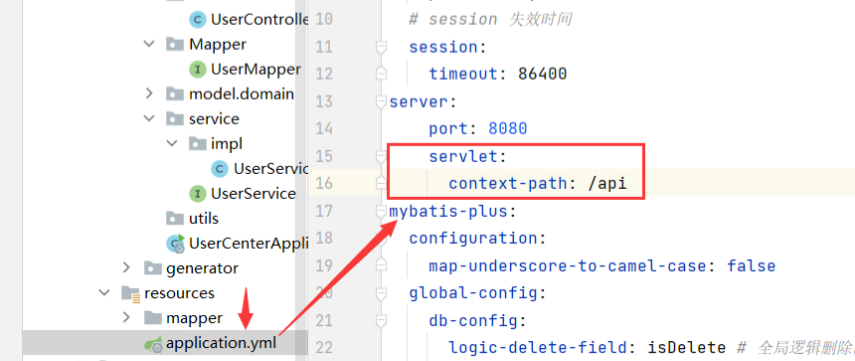 UserControlle
Mapper
UserMapper
model.domain
service
impl
UserServic
UserService
utils
UserCenterAppli
generator
resources
mapper
application.yml
10 # session 失效时间
11 session:
12 timeout: 86400
13 server:
14 port: 8080
15 servlet:
16 context-path: /api
17 mybatis-plus:
18 configuration:
19 map-underscore-to-camel-case: false
20 global-config:
21 db-config:
22 logic-delete-field: isDelete # 全局逻辑删除